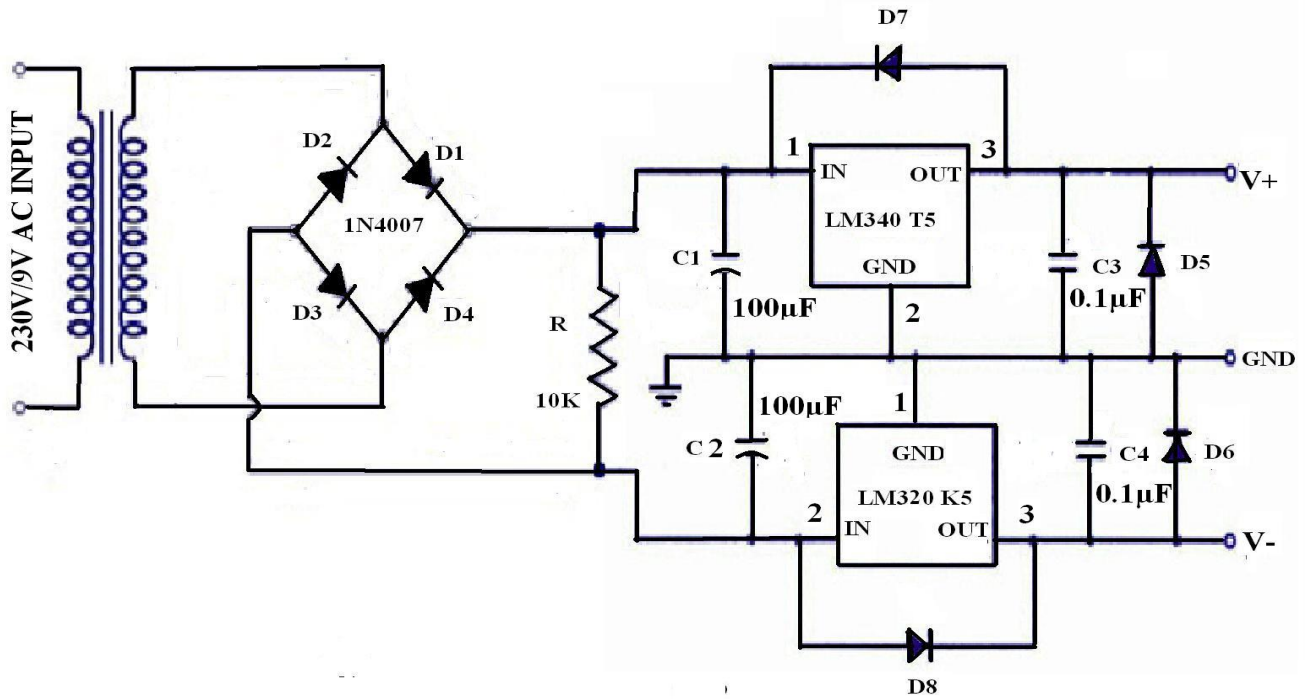 230V/9V AC INPUT
D2
D1
1N4007
D3
D4
R
10K
D7
1
3
IN
OUT
LM340 T5
GND
2
C1
100µF
C3
0.1µF
D5
V+
GND
100µF
C 2
1
GND
LM320 K5
2
IN
OUT
3
C4
0.1µF
D6
V-
D8